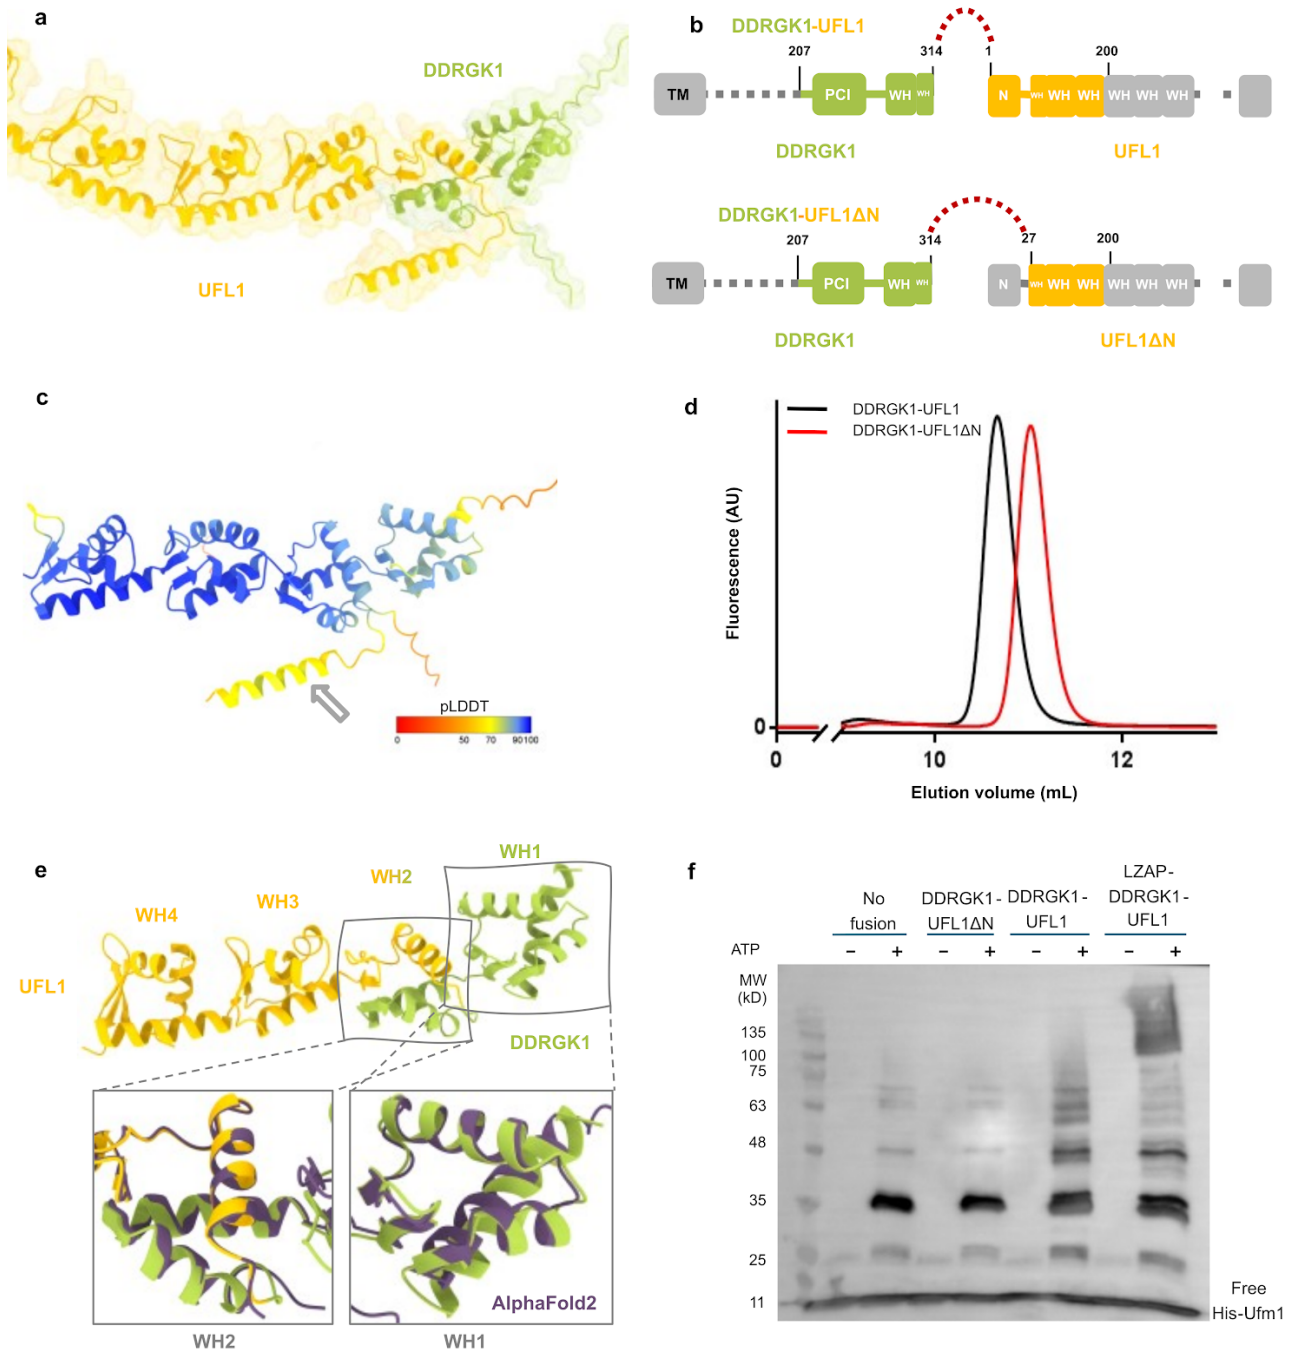 a
DDRGK1
UFL1
b
DDRGK1-UFL1
207
314
1
200
TM
PCI
WH
WH
N
WH
WH
WH
WH
WH
WH
DDRGK1
UFL1
DDRGK1-UFL1ΔN
207
314
27
200
TM
PCI
WH
WH
N
WH
WH
WH
WH
WH
WH
DDRGK1
UFL1ΔN
c
pLDDT
0
50
70
90
100
d
DDRGK1-UFL1
DDRGK1-UFL1ΔN
Fluorescence (AU)
0
0
10
12
Elution volume (mL)
e
WH1
WH2
WH3
WH4
UFL1
DDRGK1
AlphaFold2
WH2
WH1
f
No
fusion
DDRGK1-
UFL1ΔN
DDRGK1-
UFL1
LZAP-
DDRGK1-
UFL1
ATP
− + − + − + − +
MW
(kD)
135
100
75
63
48
35
25
11
Free
His-Ufm1